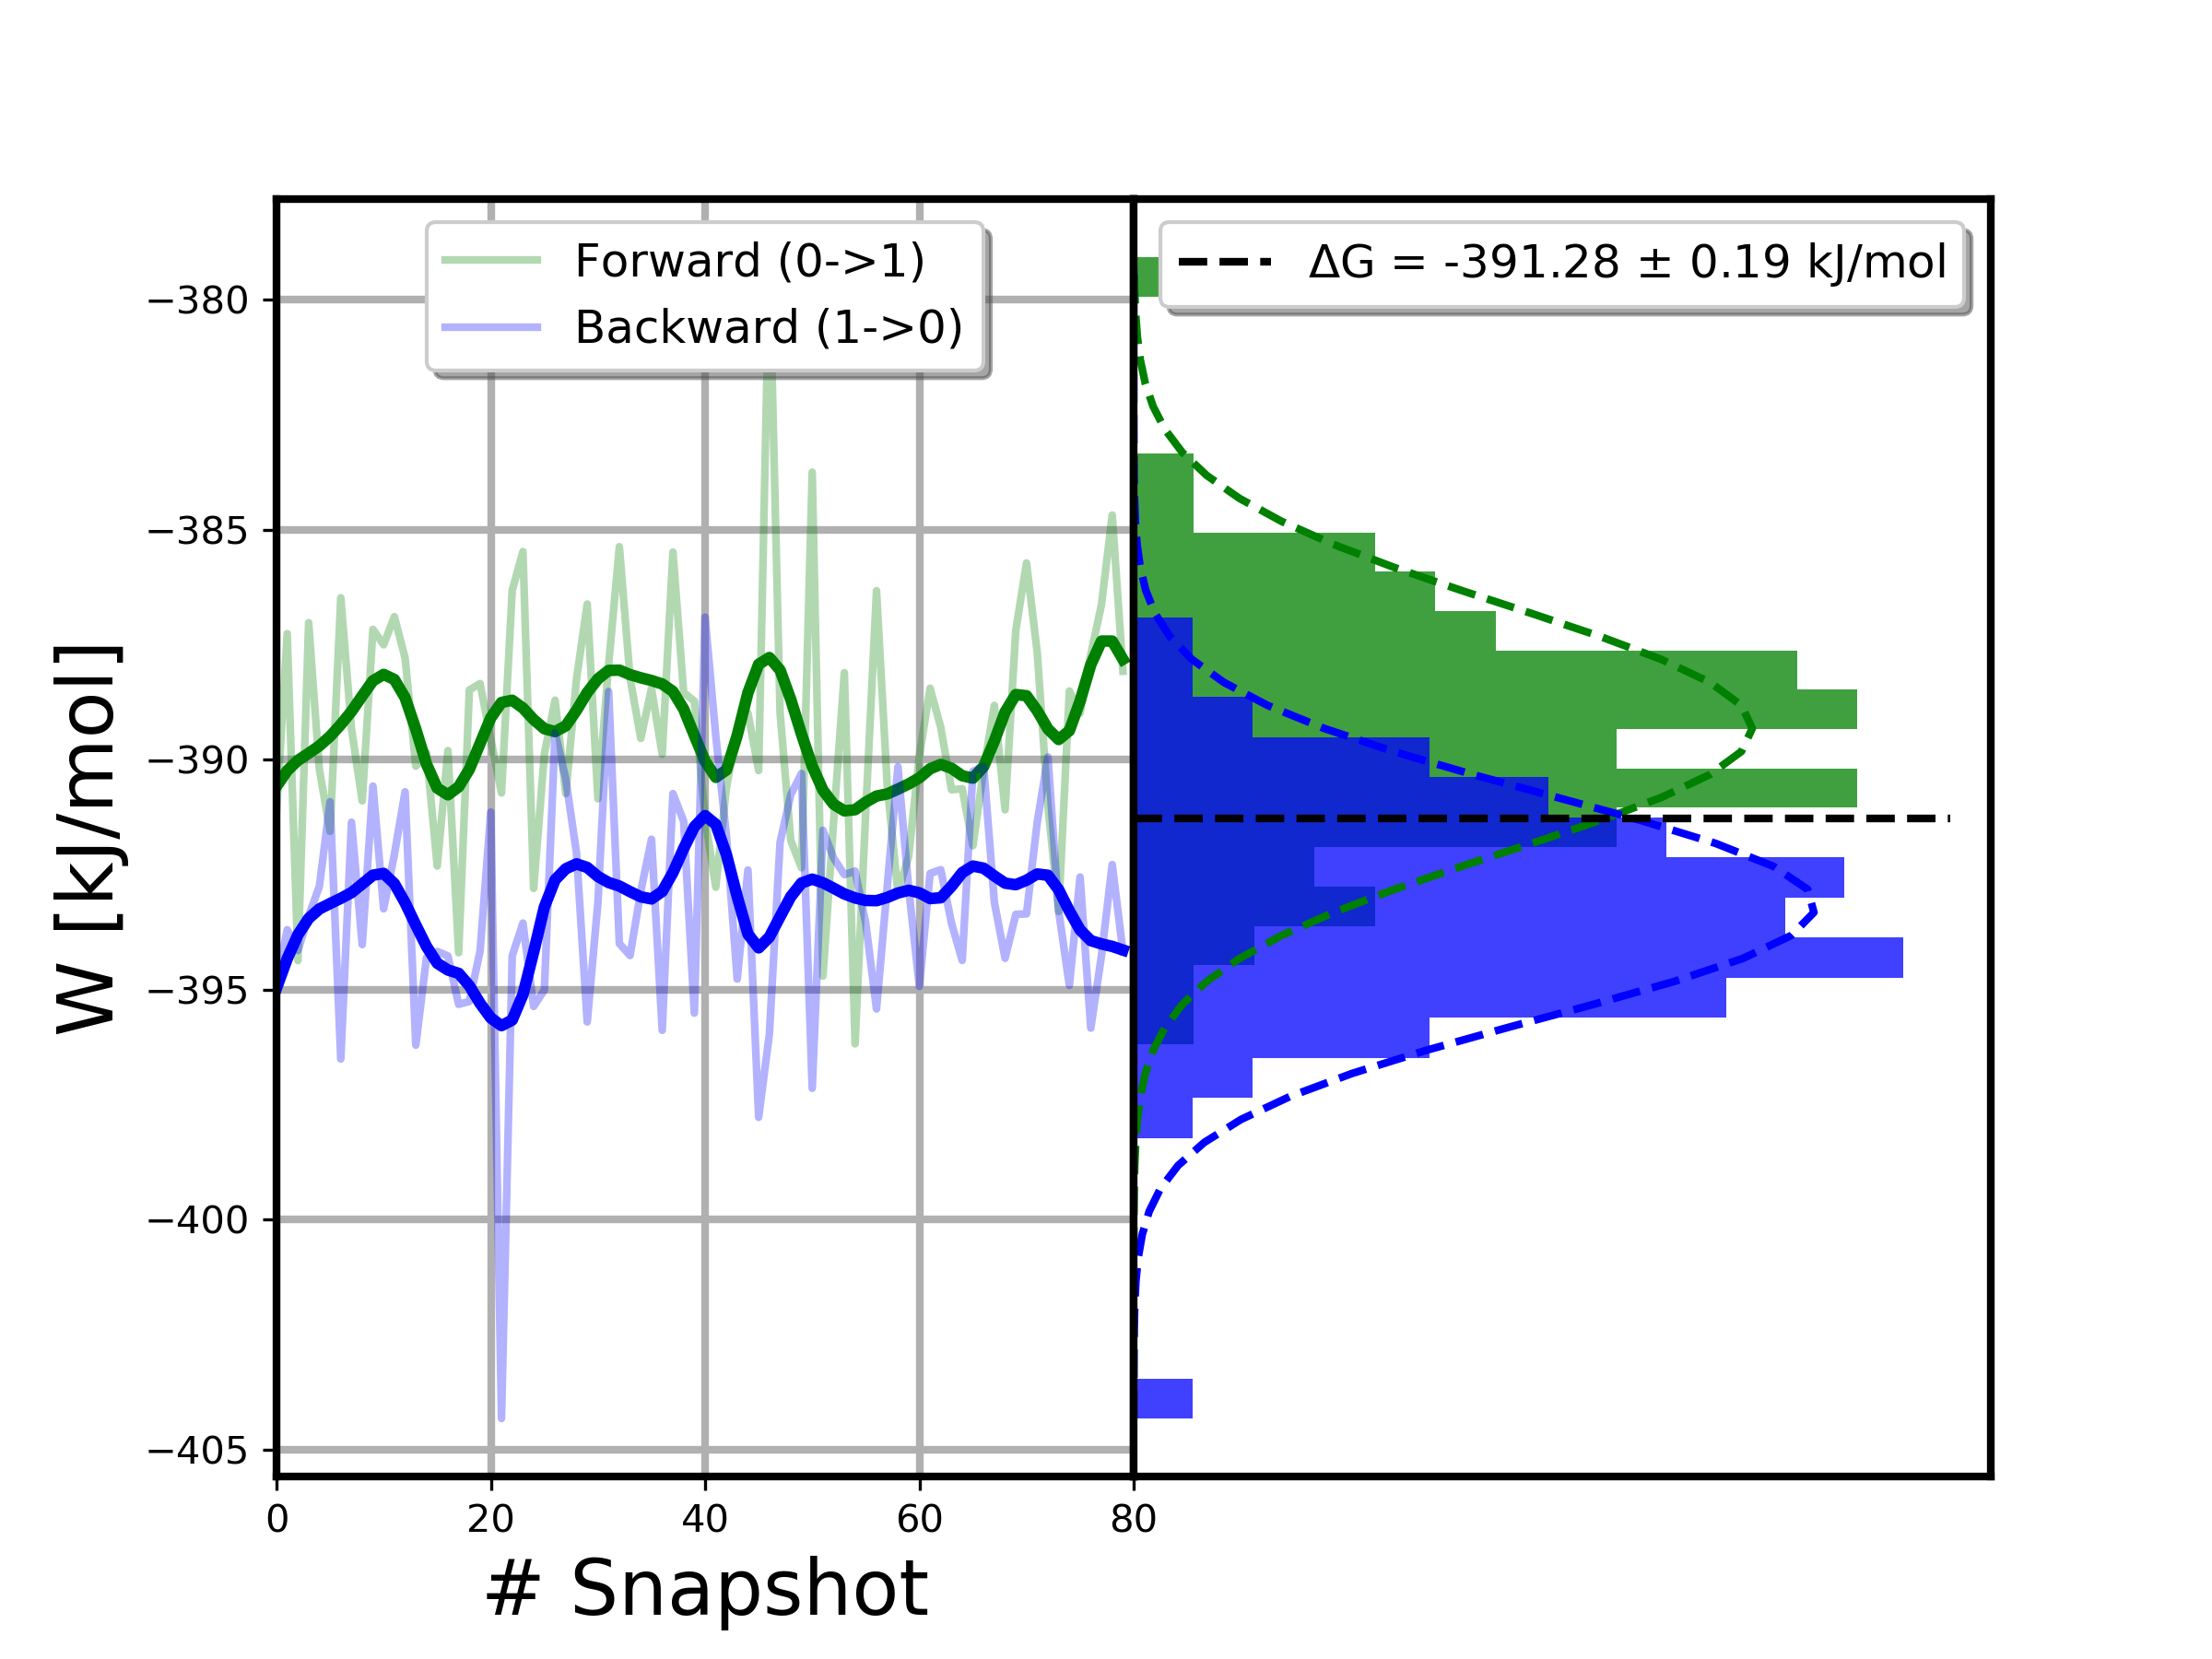 Forward (0->1)
Backward (1->0)
ΔG = -391.28 ± 0.19 kJ/mol
W [kJ/mol]
−380
−385
−390
−395
−400
−405
0 20 40 60 80
# Snapshot